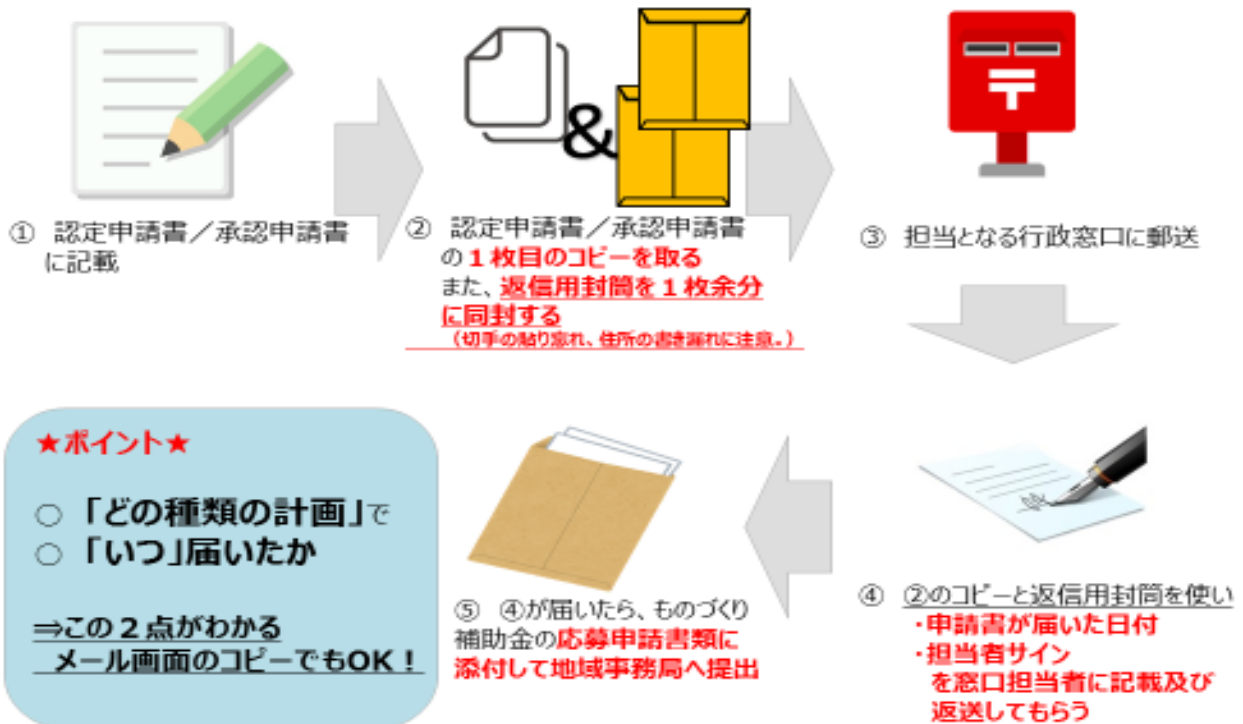 &
〒
① 認定申請書／承認申請書
に記載
② 認定申請書／承認申請書
の１枚目のコピーを取る
また、返信用封筒を１枚余分
に同封する
（切手の貼り忘れ、住所の書き漏れに注意。）
③ 担当となる行政窓口に郵送
④ ②のコピーと返信用封筒を使い
・申請書が届いた日付
・担当者サイン
を窓口担当者に記載及び
返送してもらう
⑤ ④が届いたら、ものづくり
補助金の応募申請書類に
添付して地域事務局へ提出
★ポイント★
○「どの種類の計画」で
○「いつ」届いたか
⇒この２点がわかる
メール画面のコピーでもOK！